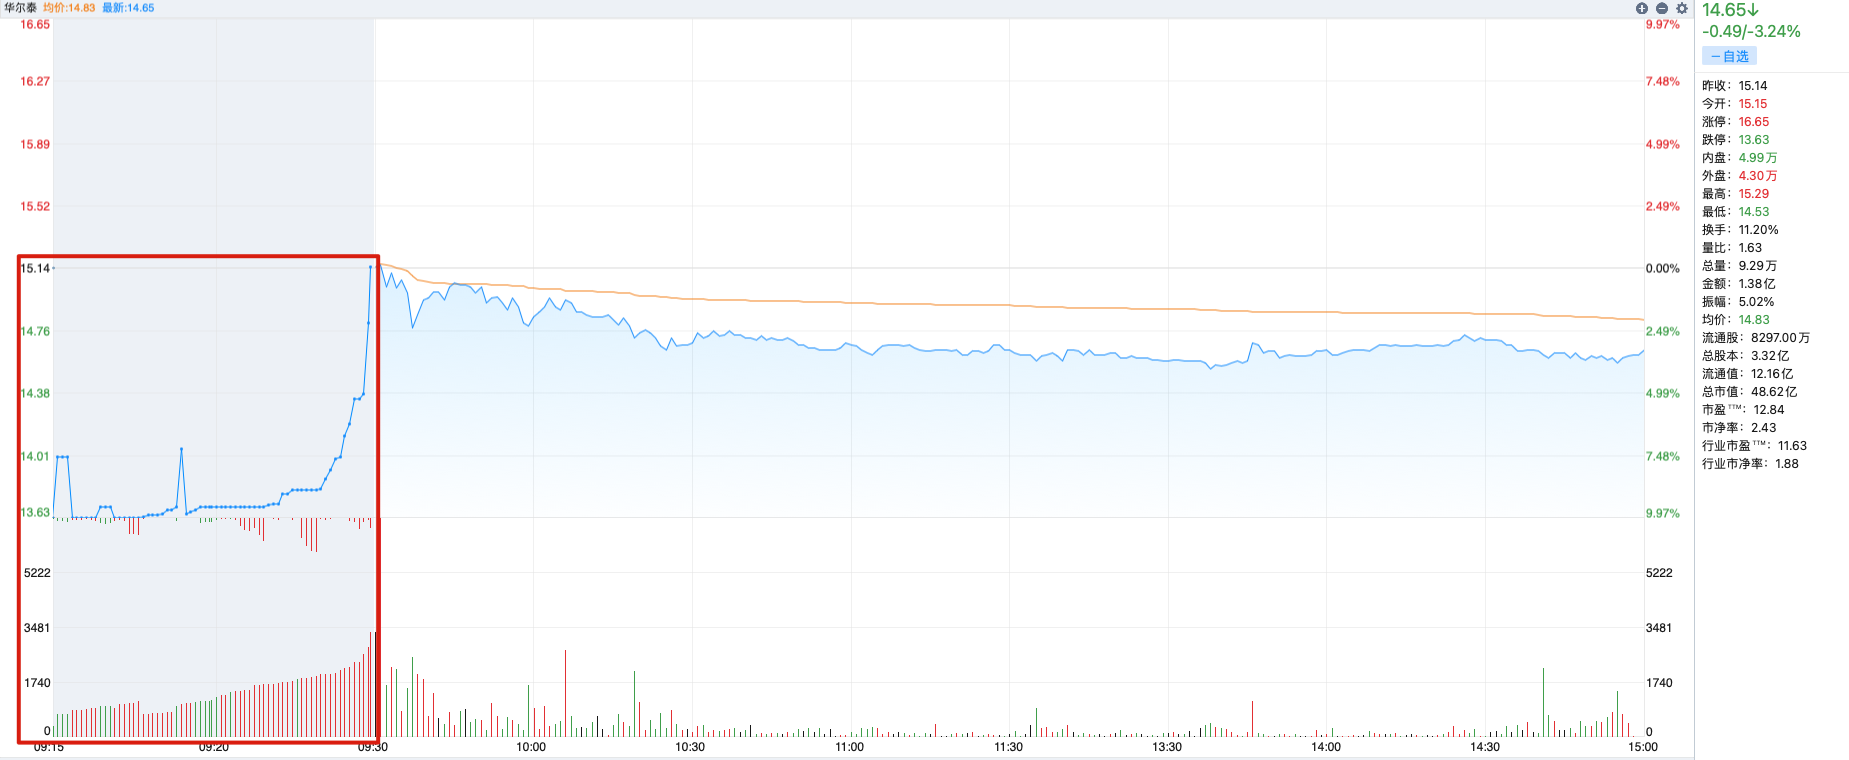 华尔泰 均价:14.83 最新:14.65
16.65
16.27
15.89
15.52
15.14
14.76
14.38
14.01
13.63
5222
3481
1740
0
9.97%
7.48%
4.99%
2.49%
0.00%
2.49%
4.99%
7.48%
9.97%
5222
3481
1740
0
09:15 09:20 09:30 10:00 10:30 11:00 11:30 13:30 14:00 14:30 15:00
14.65↓
-0.49/-3.24%
－自选
昨收: 15.14
今开: 15.15
涨停: 16.65
跌停: 13.63
内盘: 4.99万
外盘: 4.30万
最高: 15.29
最低: 14.53
换手: 11.20%
量比: 1.63
总量: 9.29万
金额: 1.38亿
振幅: 5.02%
均价: 14.83
流通股: 8297.00万
总股本: 3.32亿
流通值: 12.16亿
总市值: 48.62亿
市盈TTM: 12.84
市净率: 2.43
行业市盈TTM: 11.63
行业市净率: 1.88